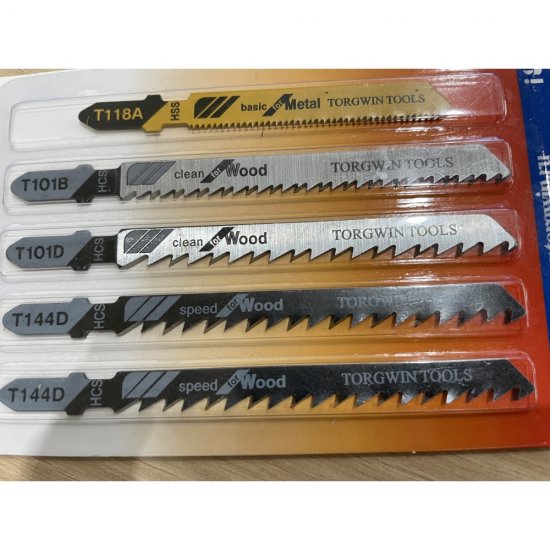 T118A HSS basic for Metal TORGWIN TOOLS
T101B HCS clean for Wood TORGWIN TOOLS
T101D HCS clean for Wood TORGWIN TOOLS
T144D HCS speed for Wood TORGWIN TOOLS
T144D HCS speed for Wood TORGWIN TOOLS